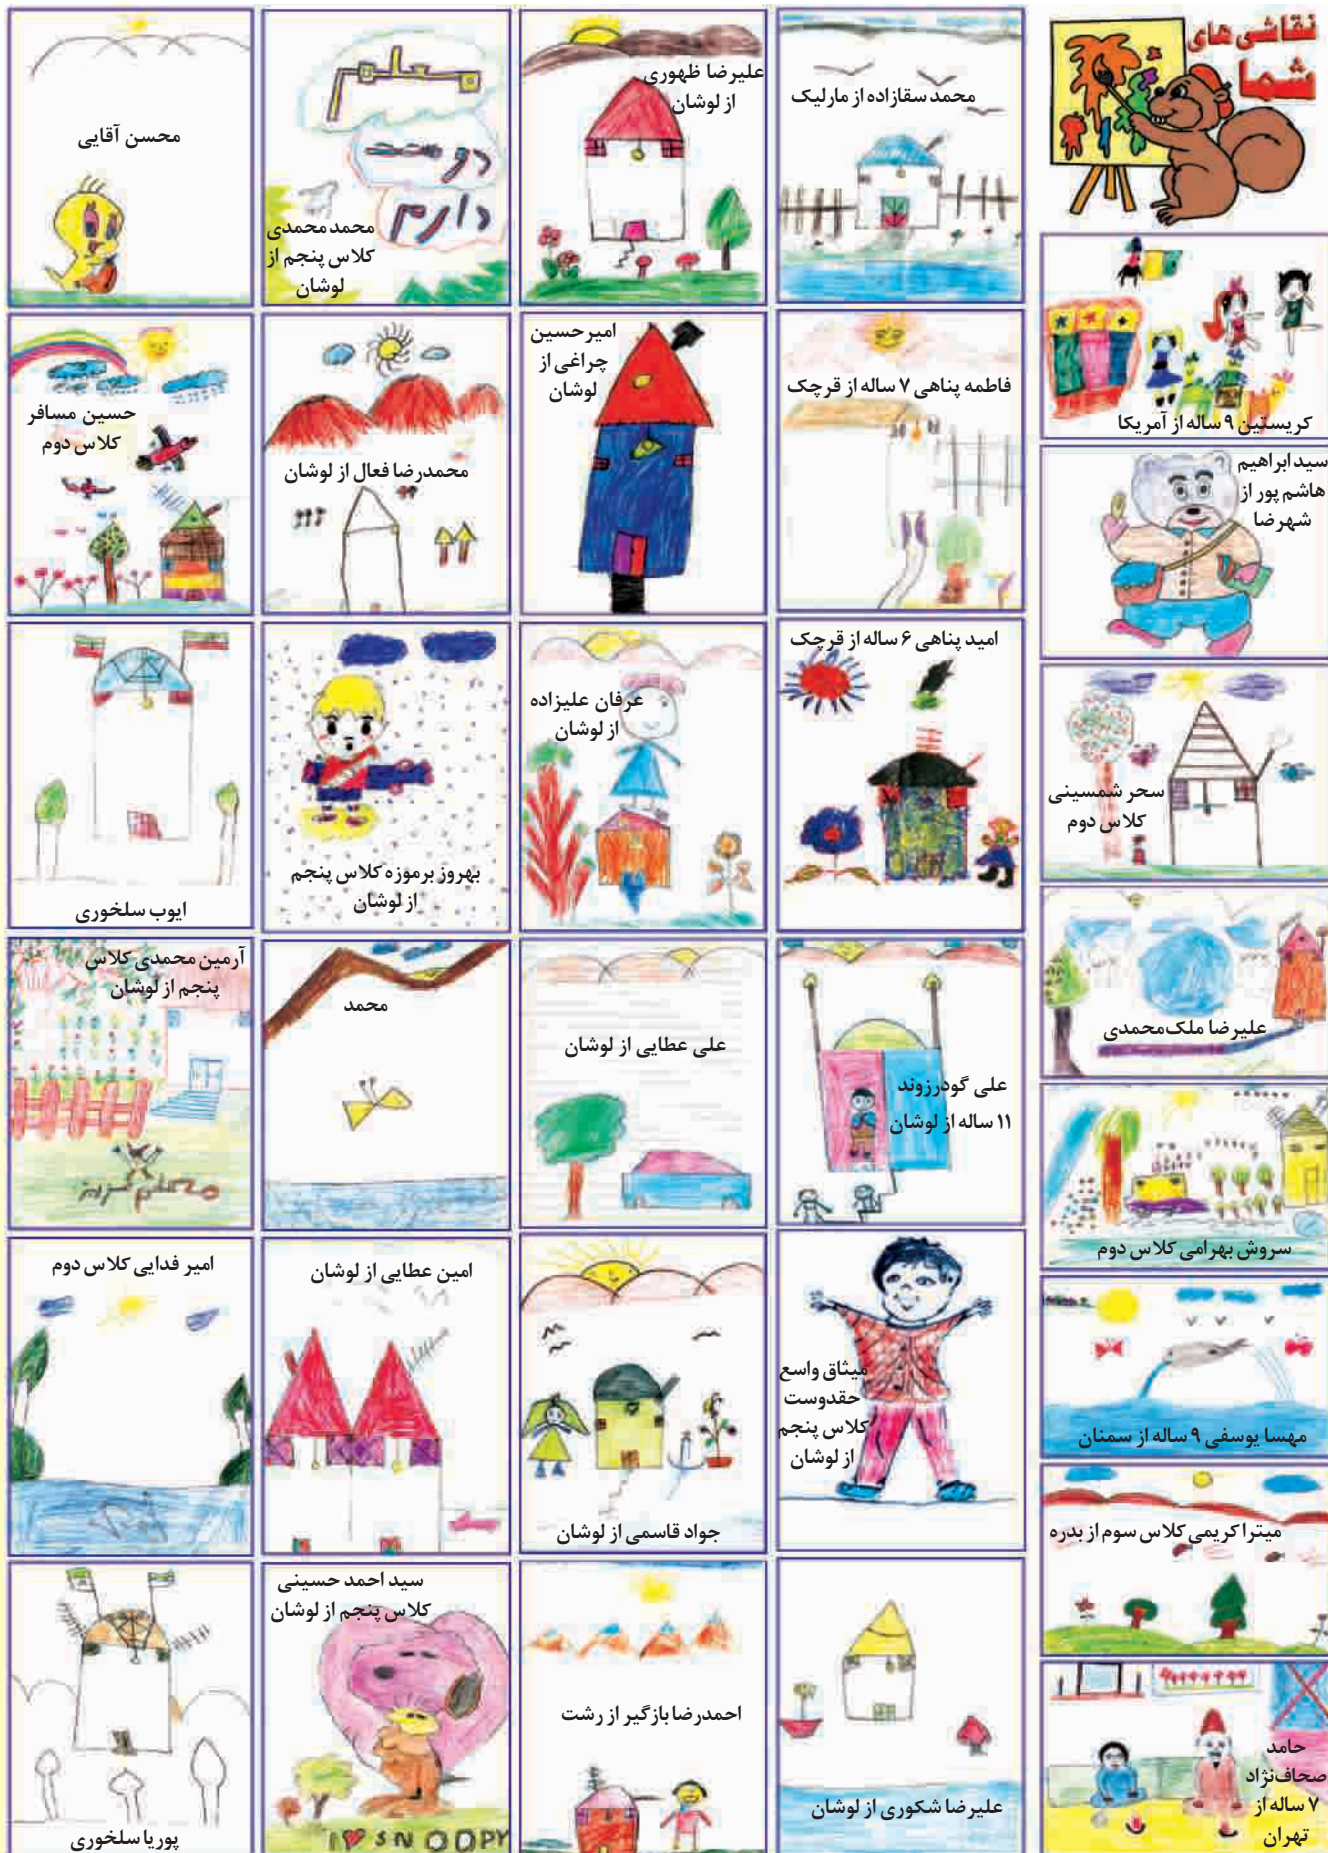 نقاشی های
شما
کریستین ۹ ساله از آمریکا
سید ابراهیم
هاشم پور از
شهرضا
سحر شمسینی
کلاس دوم
علیرضا ملک‌محمدی
سروش بهرامی کلاس دوم
مهسا یوسفی ۹ ساله از سمنان
میترا کریمی کلاس سوم از بدره
حامد
صحاف‌نژاد
۷ ساله از
تهران
محمد سقازاده از مارلیک
فاطمه پناهی ۷ ساله از قرچک
امید پناهی ۶ ساله از قرچک
علی گودرزوند
۱۱ ساله از لوشان
میثاق واسع
حقدوست
کلاس پنجم
از لوشان
علیرضا شکوری از لوشان
علیرضا ظهوری
از لوشان
امیرحسین
چراغی از
لوشان
عرفان علیزاده
از لوشان
علی عطایی از لوشان
جواد قاسمی از لوشان
احمدرضا بازگیر از رشت
معلم
دوستت
دارم
محمد محمدی
کلاس پنجم از
لوشان
محمدرضا فعال از لوشان
بهروز برموزه کلاس پنجم
از لوشان
محمد
امین عطایی از لوشان
سید احمد حسینی
کلاس پنجم از لوشان
I ♥ SNOOPY
محسن آقایی
حسین مسافر
کلاس دوم
ایوب سلخوری
آرمین محمدی کلاس
پنجم از لوشان
معلم عزیز
امیر فدایی کلاس دوم
پوریا سلخوری